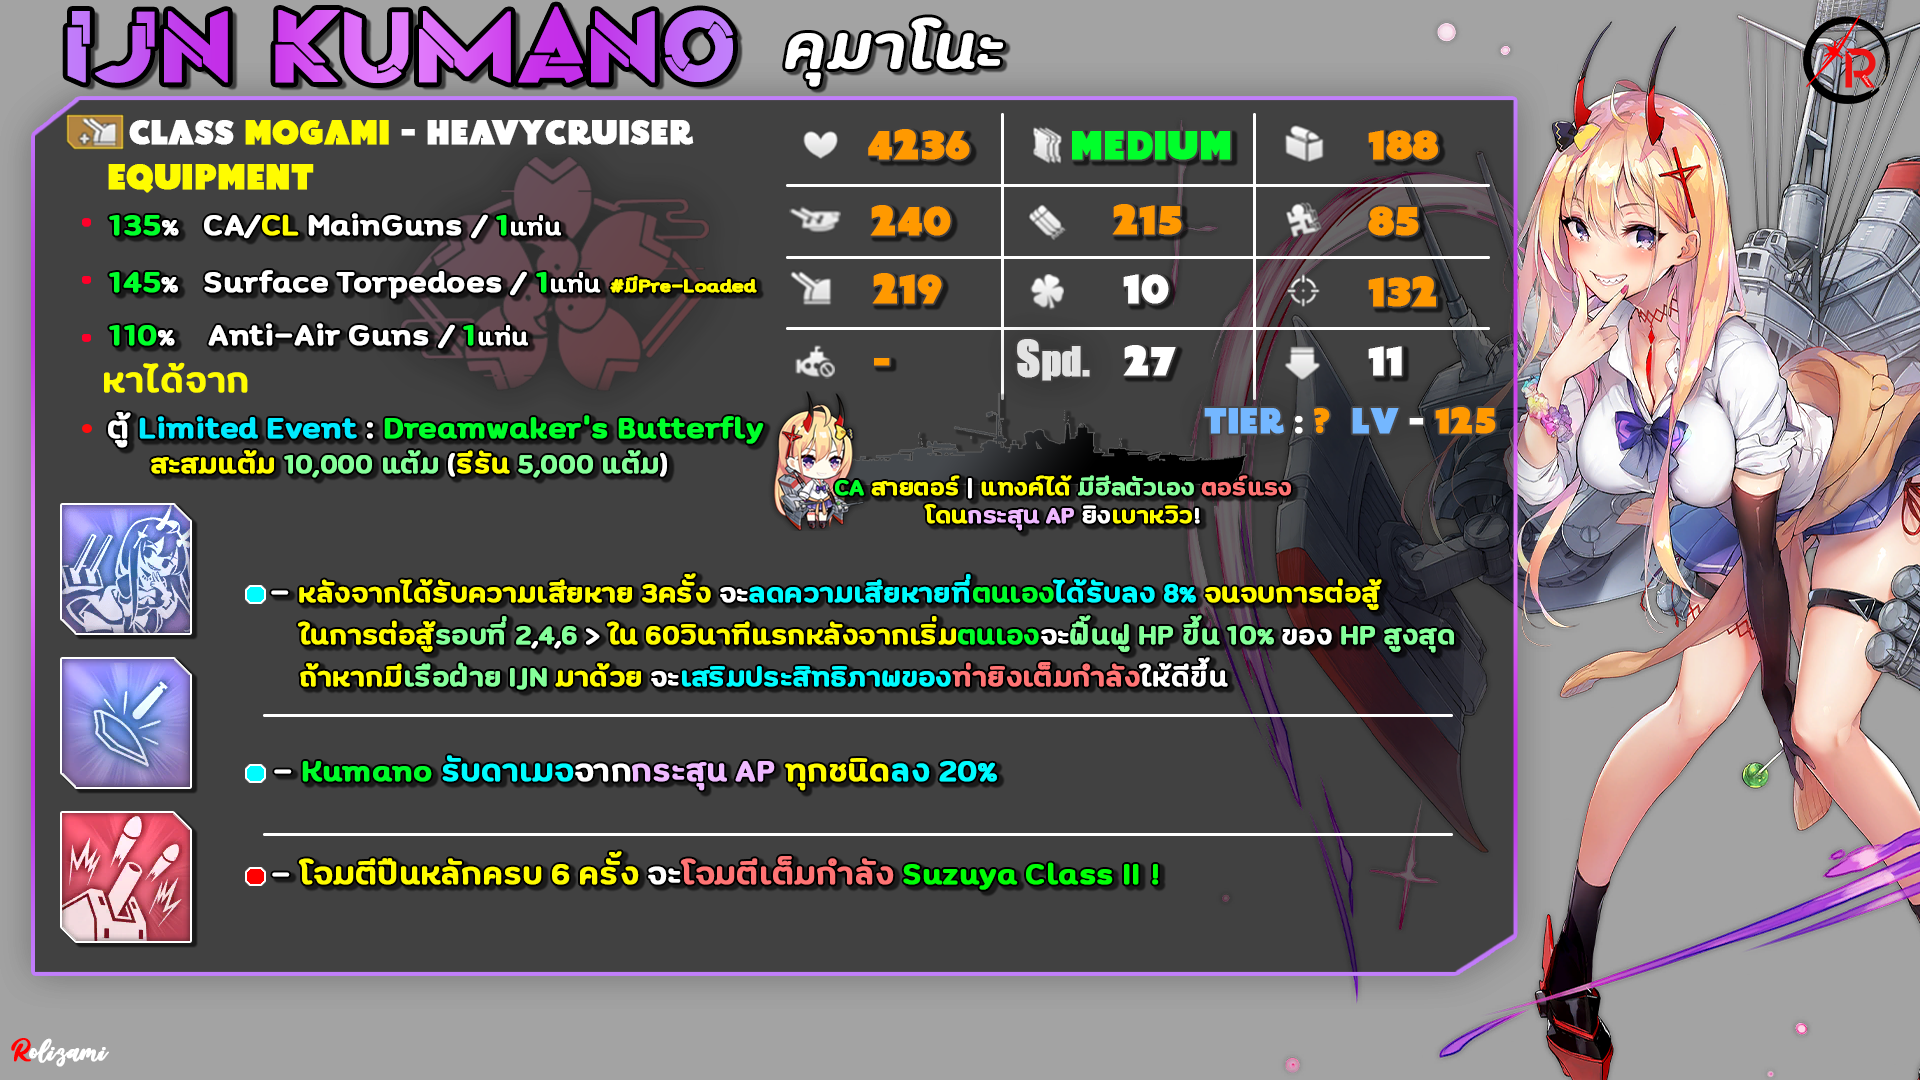 IJN KUMANO คุมาโนะ
CLASS MOGAMI - HEAVYCRUISER
EQUIPMENT
135% CA/CL MainGuns / 1แท่น
145% Surface Torpedoes / 1แท่น #มีPre-Loaded
110% Anti-Air Guns / 1แท่น
หาได้จาก
ตู้ Limited Event : Dreamwaker's Butterfly
สะสมแต้ม 10,000 แต้ม (รีรัน 5,000 แต้ม)
4236 MEDIUM 188
240 215 85
219 10 132
- Spd. 27 11
TIER : ? LV - 125
CA สายตอร์ | แทงค์ได้ มีฮีลตัวเอง ตอร์แรง
โดนกระสุน AP ยิงเบาหวิว!
- หลังจากได้รับความเสียหาย 3ครั้ง จะลดความเสียหายที่ตนเองได้รับลง 8% จนจบการต่อสู้
ในการต่อสู้รอบที่ 2,4,6 > ใน 60วินาทีแรกหลังจากเริ่มตนเองจะฟื้นฟู HP ขึ้น 10% ของ HP สูงสุด
ถ้าหากมีเรือฝ่าย IJN มาด้วย จะเสริมประสิทธิภาพของท่ายิงเต็มกำลังให้ดีขึ้น
- Kumano รับดาเมจจากกระสุน AP ทุกชนิดลง 20%
- โจมตีปืนหลักครบ 6 ครั้ง จะโจมตีเต็มกำลัง Suzuya Class II !
R
Rolizami